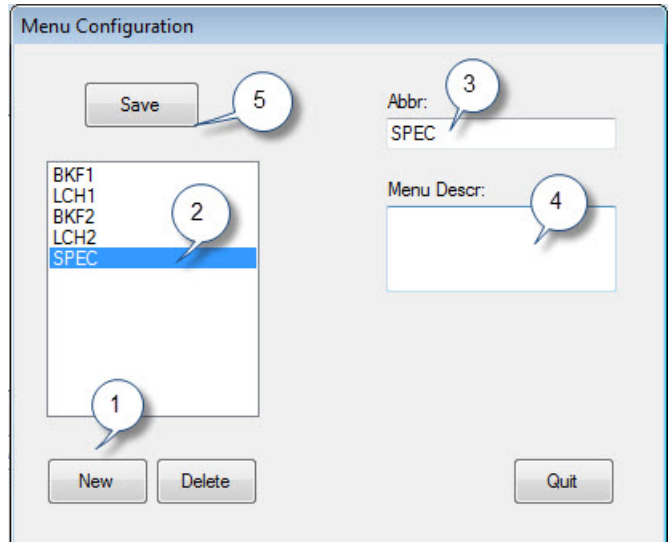 Menu Configuration
Save
5
Abbr:
3
SPEC
BKF1
LCH1
BKF2
LCH2
SPEC
2
Menu Descr:
4
1
New
Delete
Quit